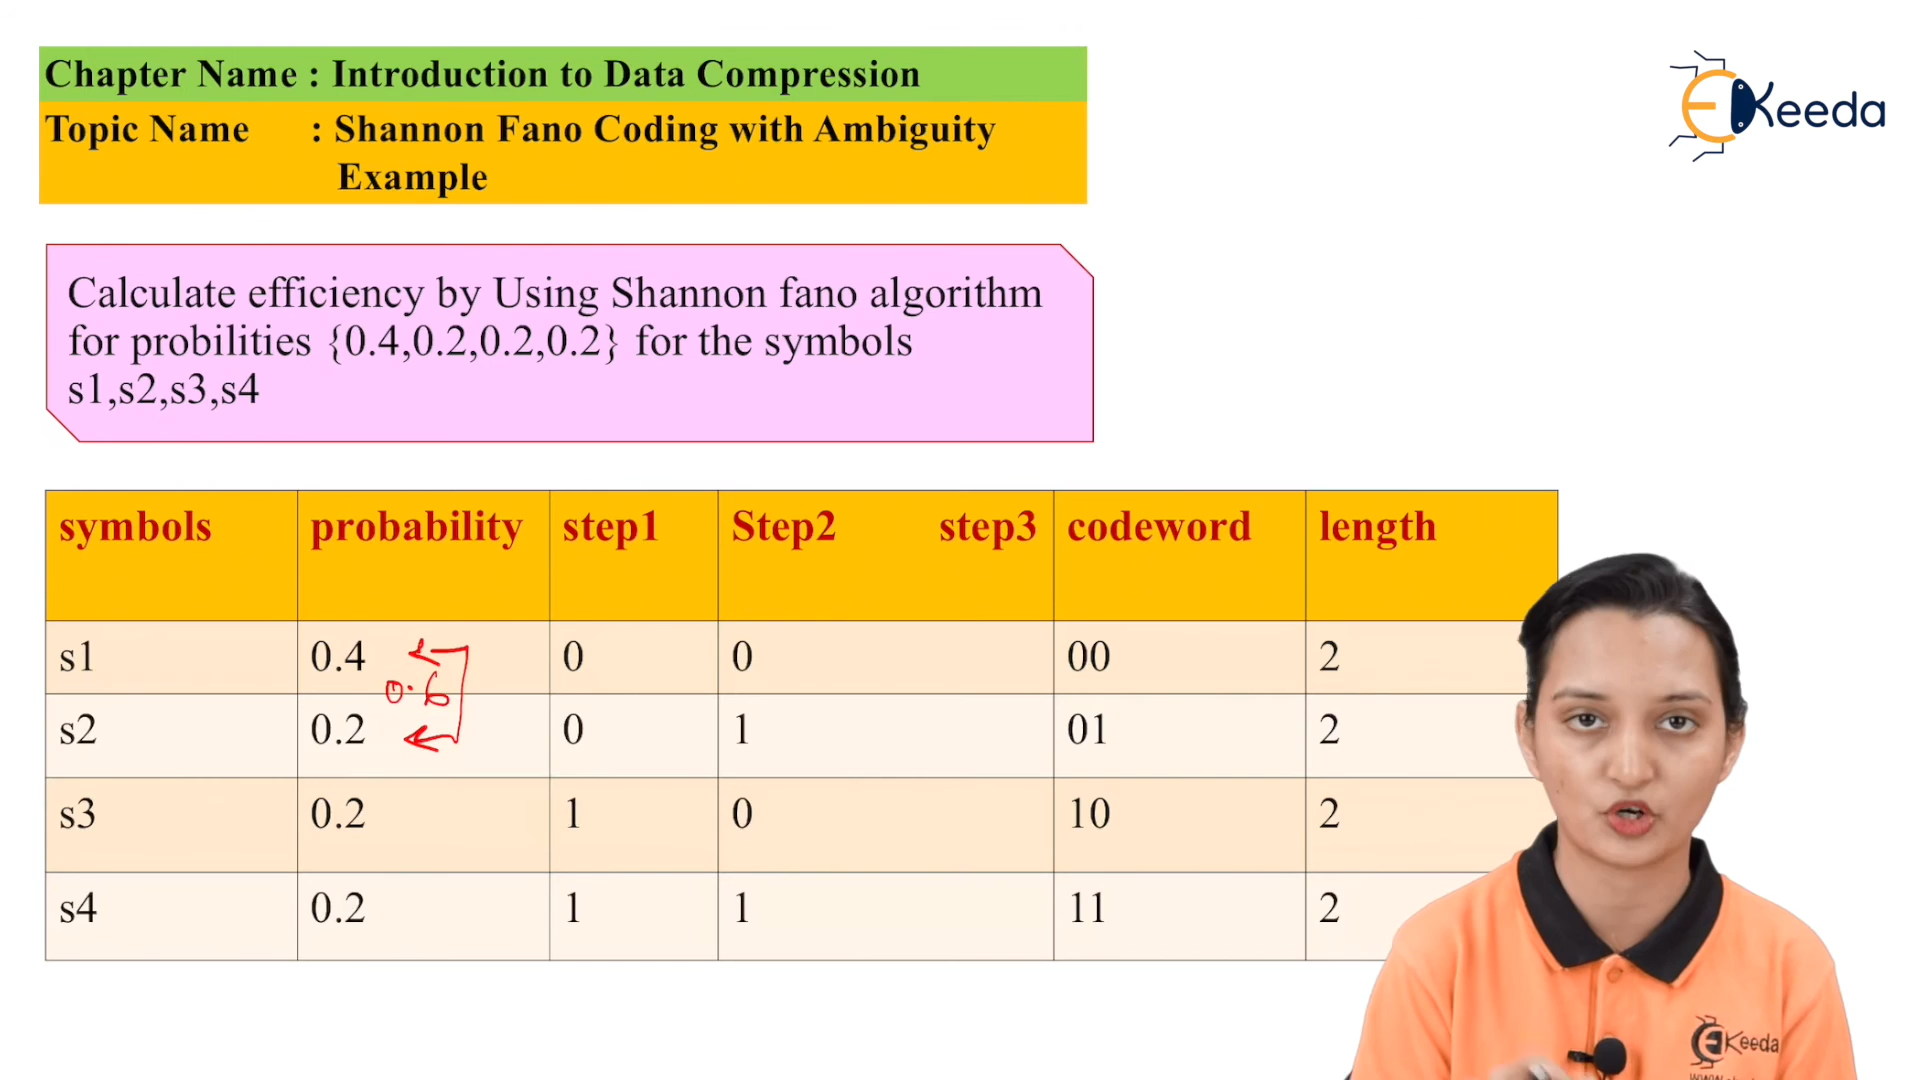 Chapter Name : Introduction to Data Compression
Topic Name : Shannon Fano Coding with Ambiguity
Example
Keeda
Calculate efficiency by Using Shannon fano algorithm
for probilities {0.4,0.2,0.2,0.2} for the symbols
s1,s2,s3,s4
symbols probability step1 Step2 step3 codeword length
s1 0.4 0 0 00 2
0.6
s2 0.2 0 1 01 2
s3 0.2 1 0 10 2
s4 0.2 1 1 11 2
Keeda